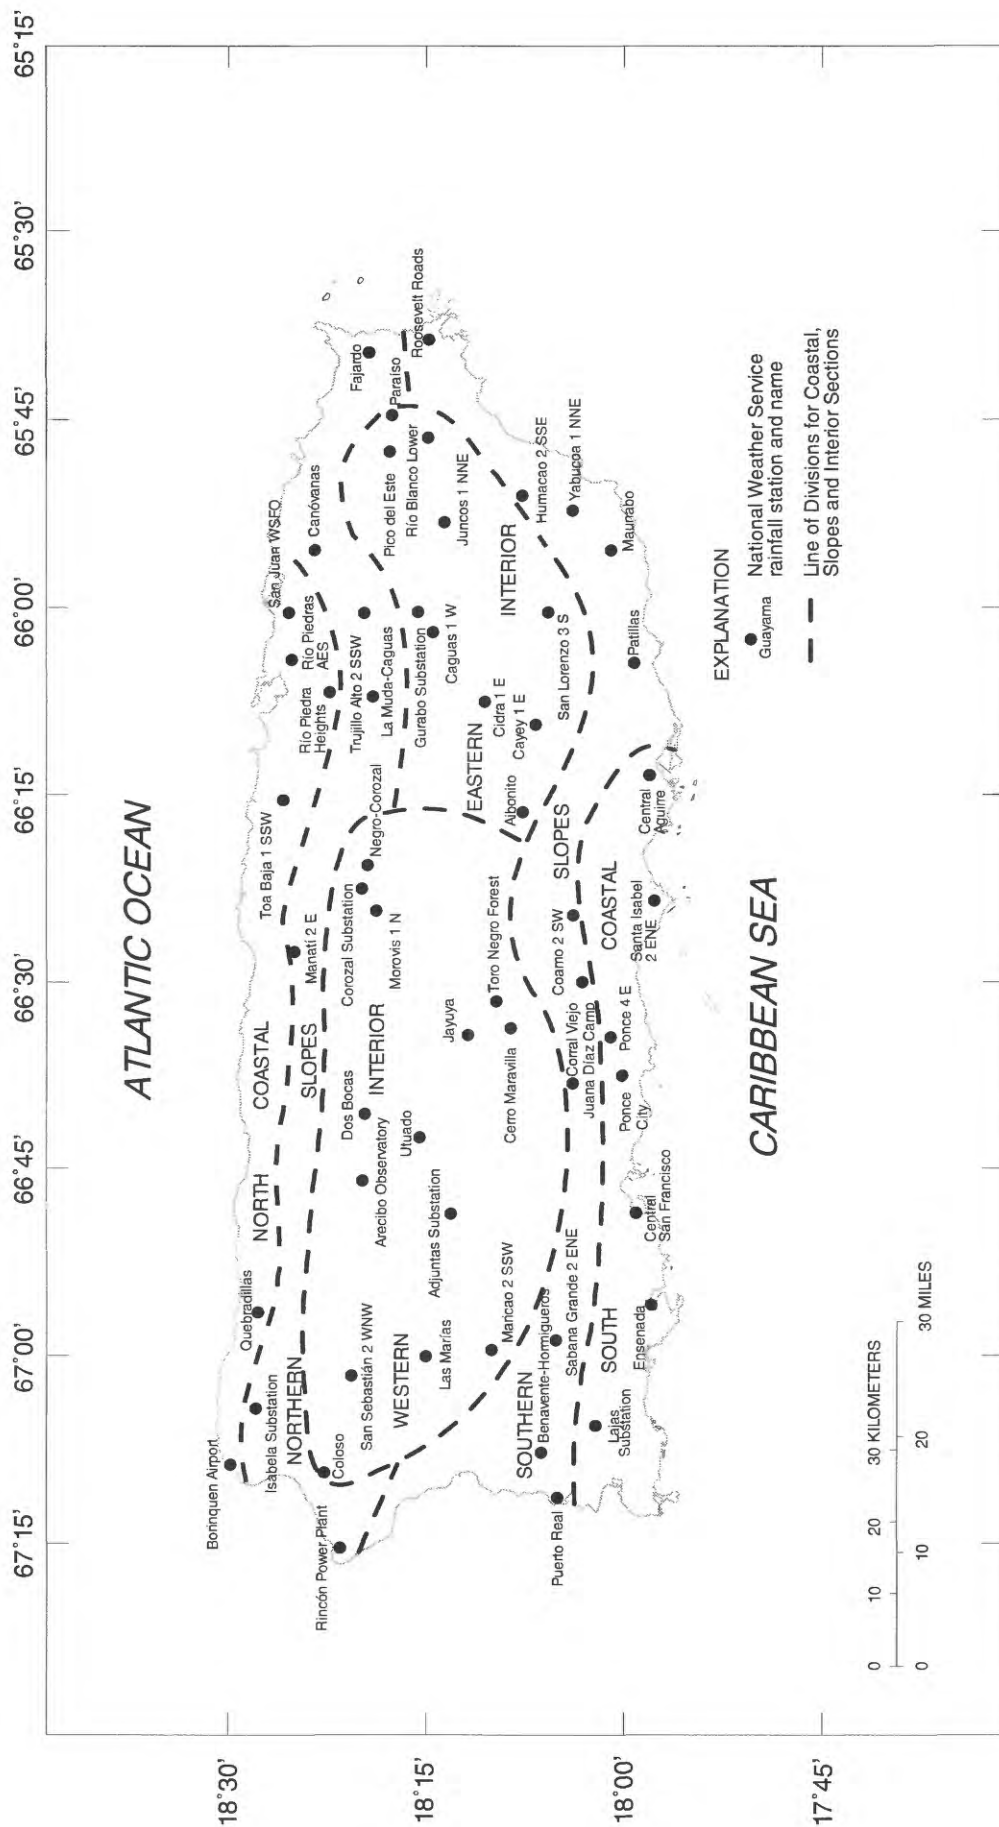 67°15'
67°00'
66°45'
66°30'
66°15'
66°00'
65°45'
65°30'
65°15'
18°30'
18°15'
18°00'
17°45'
ATLANTIC OCEAN
Borinquen Airport
Isabela Substation
Quebradillas
NORTH
COASTAL
Manatí 2 E
Toa Baja 1 SSW
Río Piedra
Heights
Río Piedras
AES
San Juan WSFO
Canóvanas
Fajardo
NORTHERN
SLOPES
Rincón Power Plant
Coloso
San Sebastián 2 WNW
Dos Bocas
Arecibo Observatory
Corozal Substation
Negro-Corozal
Morovis 1 N
Trujillo Alto 2 SSW
La Muda-Caguas
Gurabo Substation
Caguas 1 W
Pico del Este
Paraíso
Río Blanco Lower
Roosevelt Roads
Juncos 1 NNE
WESTERN
INTERIOR
Las Marías
Utuado
Adjuntas Substation
Jayuya
Maricao 2 SSW
Cerro Maravilla
Toro Negro Forest
EASTERN
INTERIOR
Cidra 1 E
Cayey 1 E
Aibonito
San Lorenzo 3 S
Humacao 2 SSE
Yabucoa 1 NNE
Maunabo
Patillas
SOUTHERN
SLOPES
Benavente-Hormigueros
Puerto Real
Sabana Grande 2 ENE
Corral Viejo
Juana Díaz Camp
Coamo 2 SW
SOUTH
COASTAL
Lajas
Substation
Ensenada
Central
San Francisco
Ponce
City
Ponce 4 E
Santa Isabel
2 ENE
Central
Aguirre
CARIBBEAN SEA
EXPLANATION
Guayama
National Weather Service
rainfall station and name
Line of Divisions for Coastal,
Slopes and Interior Sections
0
10
20
30 KILOMETERS
0
10
20
30 MILES